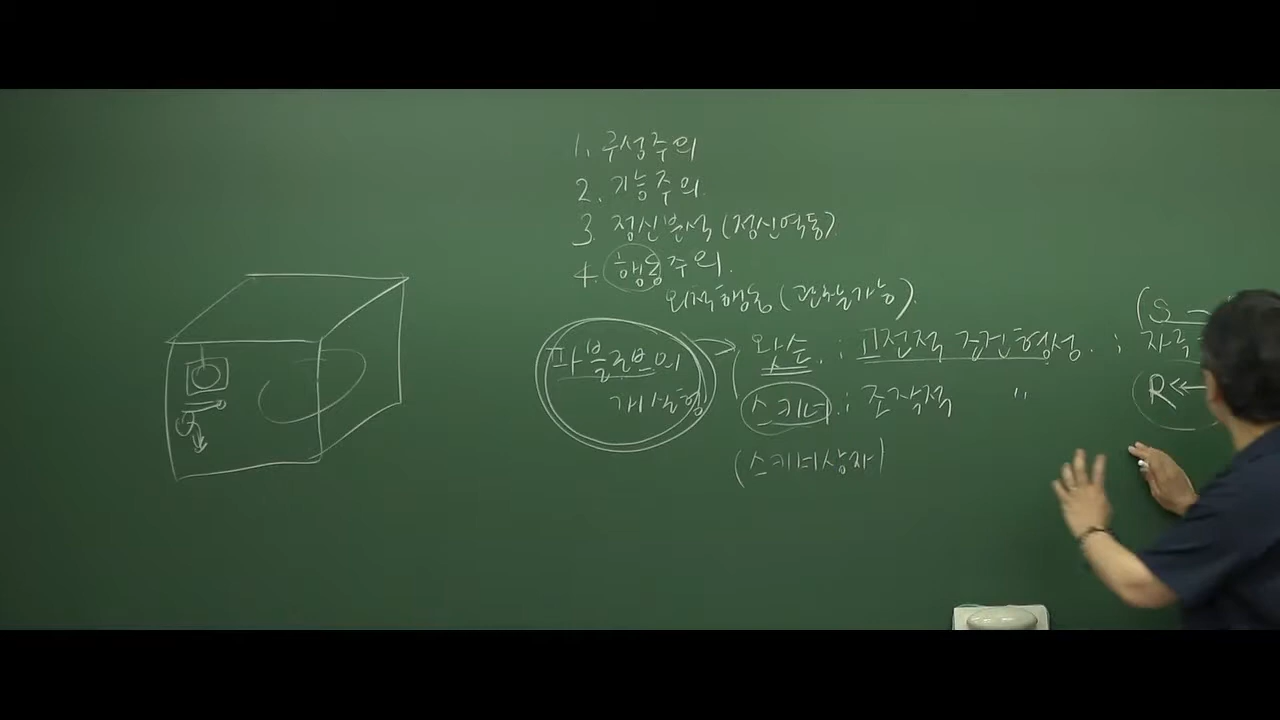 1. 구성주의
2. 기능주의
3. 정신분석 (정신역동)
4. 행동주의.
외적행동 (관찰가능).
파블로브의
개실험
왓슨. ; 고전적 조건형성. ; 자극
스키너. ; 조작적 〃
R
(스키너상자)
(S